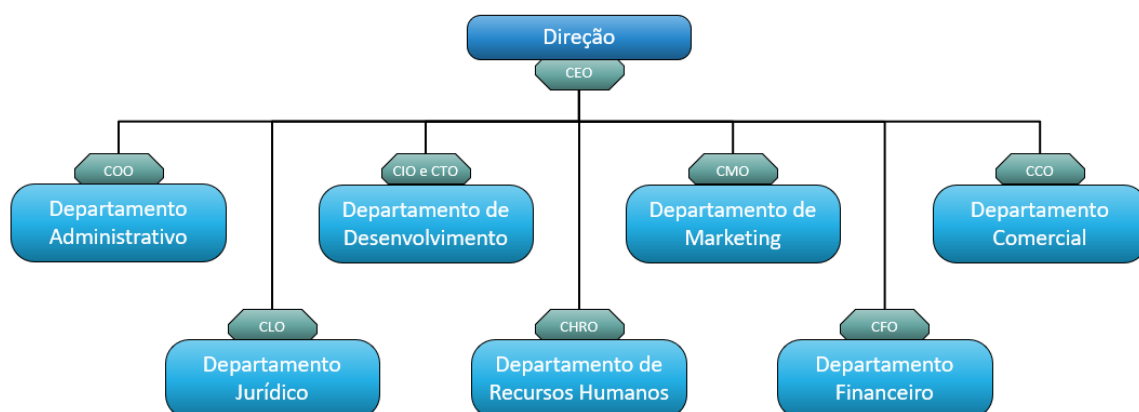 Direção
CEO
COO
Departamento
Administrativo
CIO e CTO
Departamento de
Desenvolvimento
CMO
Departamento de
Marketing
CCO
Departamento
Comercial
CLO
Departamento
Jurídico
CHRO
Departamento de
Recursos Humanos
CFO
Departamento
Financeiro